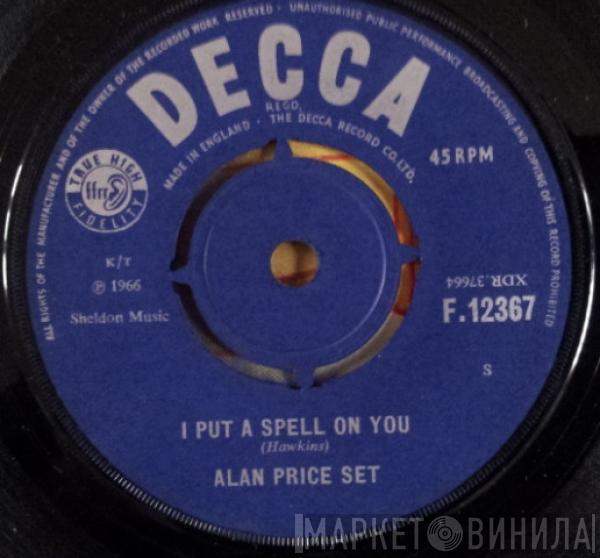 ALL RIGHTS OF THE MANUFACTURER AND OF THE OWNER OF THE RECORDED WORK RESERVED · UNAUTHORISED PUBLIC PERFORMANCE BROADCASTING AND COPYING OF THIS RECORD PROHIBITED
DECCA
REGD.
MADE IN ENGLAND · THE DECCA RECORD CO. LTD.
45 RPM
TRUE HIGH
ffrr
FIDELITY
K/T
℗ 1966
Sheldon Music
XDR.37664
F.12367
S
I PUT A SPELL ON YOU
(Hawkins)
ALAN PRICE SET
МАРКЕТ ВИНИЛА